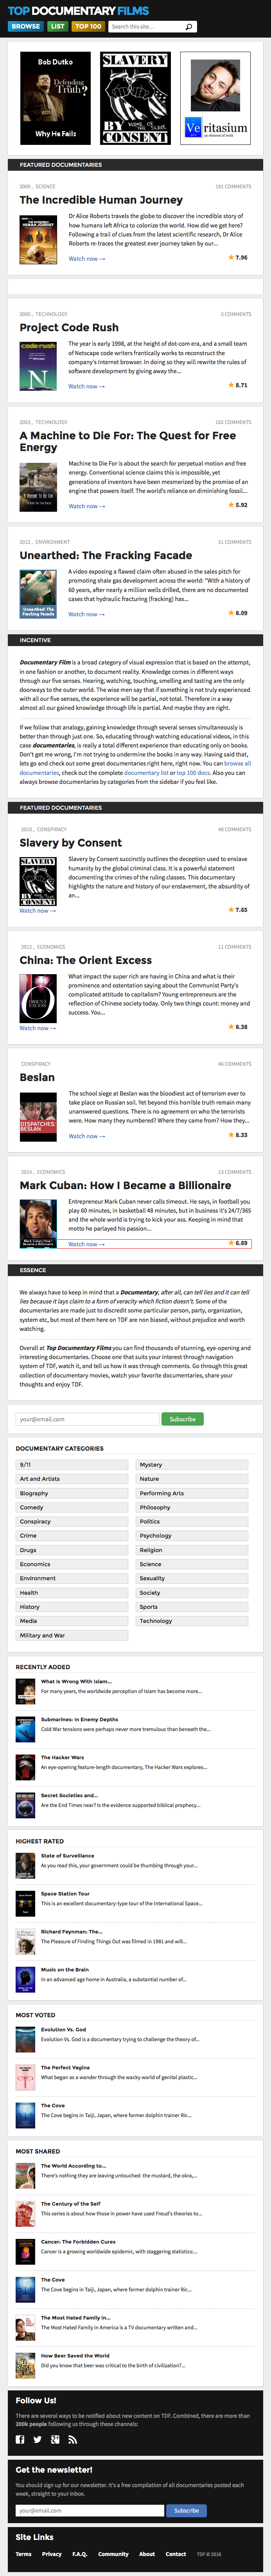 TOP DOCUMENTARY FILMS
BROWSE LIST TOP 100 Search this site...
Bob Dutko
Defending Truth?
Why He Fails
SLAVERY
BY CONSENT
Veritasium
an element of truth
FEATURED DOCUMENTARIES
2009 , SCIENCE 191 COMMENTS
The Incredible Human Journey
Dr Alice Roberts travels the globe to discover the incredible story of
how humans left Africa to colonize the world. How did we get here?
Following a trail of clues from the latest scientific research, Dr Alice
Roberts re-traces the greatest ever journey taken by our...
Watch now → 7.96
2000 , TECHNOLOGY 5 COMMENTS
Project Code Rush
code rush
N
The year is early 1998, at the height of dot-com era, and a small team
of Netscape code writers frantically works to reconstruct the
company's Internet browser. In doing so they will rewrite the rules of
software development by giving away the...
Watch now → 8.71
2003 , TECHNOLOGY 162 COMMENTS
A Machine to Die For: The Quest for Free
Energy
Machine to Die For is about the search for perpetual motion and free
energy. Conventional science claims this is impossible, yet
generations of inventors have been mesmerized by the prospect of an
engine that powers itself. The world's reliance on diminishing fossil...
Watch now → 5.92
2012 , ENVIRONMENT 51 COMMENTS
Unearthed: The Fracking Facade
Unearthed: The
Fracking Facade
A video exposing a flawed claim often abused in the sales pitch for
promoting shale gas development across the world: "With a history of
60 years, after nearly a million wells drilled, there are no documented
cases that hydraulic fracturing (fracking) has...
Watch now → 8.09
INCENTIVE
Documentary Film is a broad category of visual expression that is based on the attempt,
in one fashion or another, to document reality. Knowledge comes in different ways
through our five senses. Hearing, watching, touching, smelling and tasting are the only
doorways to the outer world. The wise men say that if something is not truly experienced
with all our five senses, the experience will be partial, not total. Therefore in a way
almost all our gained knowledge through life is partial. And maybe they are right.
If we follow that analogy, gaining knowledge through several senses simultaneously is
better than through just one. So, educating through watching educational videos, in this
case documentaries, is really a total different experience than educating only on books.
Don't get me wrong, I'm not trying to undermine the books in any way. Having said that,
lets go ahead and check out some great documentaries right here, right now. You can browse all
documentaries, check out the complete documentary list or top 100 docs. Also you can
always browse documentaries by categories from the sidebar if you feel like.
FEATURED DOCUMENTARIES
2010 , CONSPIRACY 48 COMMENTS
Slavery by Consent
SLAVERY
BY CONSENT
Slavery by Consent succinctly outlines the deception used to enslave
humanity by the global criminal class. It is a powerful statement
documenting the crimes of the ruling classes. This documentary
highlights the nature and history of our enslavement, the absurdity of
an...
Watch now → 7.65
2012 , ECONOMICS 11 COMMENTS
China: The Orient Excess
ORIENT
EXCESS
What impact the super rich are having in China and what is their
prominence and ostentation saying about the Communist Party's
complicated attitude to capitalism? Young entrepreneurs are the
reflection of Chinese society today. Only two things count: money and
success. You...
Watch now → 8.38
CONSPIRACY 46 COMMENTS
Beslan
DISPATCHES:
BESLAN
The school siege at Beslan was the bloodiest act of terrorism ever to
take place on Russian soil. Yet beyond this horrible truth remain many
unanswered questions. There is no agreement on who the terrorists
were. How many they numbered? Where they came from? How they...
Watch now → 8.33
2014 , ECONOMICS 13 COMMENTS
Mark Cuban: How I Became a Billionaire
Mark Cuban: How
I Became a Billionaire
Entrepreneur Mark Cuban never calls timeout. He says, in football you
play 60 minutes, in basketball 48 minutes, but in business it's 24/7/365
and the whole world is trying to kick your ass. Keeping in mind that
motto he parlayed his passion...
Watch now → 6.69
ESSENCE
We always have to keep in mind that a Documentary, after all, can tell lies and it can tell
lies because it lays claim to a form of veracity which fiction doesn't. Some of the
documentaries are made just to discredit some particular person, party, organization,
system etc, but most of them here on TDF are non biased, without prejudice and worth
watching.
Overall at Top Documentary Films you can find thousands of stunning, eye-opening and
interesting documentaries. Choose one that suits your interest through navigation
system of TDF, watch it, and tell us how it was through comments. Go through this great
collection of documentary movies, watch your favorite documentaries, share your
thoughts and enjoy TDF.
your@email.com Subscribe
DOCUMENTARY CATEGORIES
9/11 Mystery
Art and Artists Nature
Biography Performing Arts
Comedy Philosophy
Conspiracy Politics
Crime Psychology
Drugs Religion
Economics Science
Environment Sexuality
Health Society
History Sports
Media Technology
Military and War
RECENTLY ADDED
What Is Wrong With Islam...
For many years, the worldwide perception of Islam has become more...
Submarines: In Enemy Depths
Cold War tensions were perhaps never more tremulous than beneath the...
The Hacker Wars
An eye-opening feature-length documentary, The Hacker Wars explores...
Secret Societies and...
Are the End Times near? Is the evidence supported biblical prophecy...
HIGHEST RATED
State of Surveillance
As you read this, your government could be thumbing through your...
Space Station Tour
This is an excellent documentary-type tour of the International Space...
Richard Feynman: The...
The Pleasure of Finding Things Out was filmed in 1981 and will...
Music on the Brain
In an advanced age home in Australia, a substantial number of...
MOST VOTED
Evolution Vs. God
Evolution Vs. God is a documentary trying to challenge the theory of...
The Perfect Vagina
What began as a wander through the wacky world of genital plastic...
The Cove
The Cove begins in Taiji, Japan, where former dolphin trainer Ric...
MOST SHARED
The World According to...
There's nothing they are leaving untouched: the mustard, the okra,...
The Century of the Self
This series is about how those in power have used Freud's theories to...
Cancer: The Forbidden Cures
Cancer is a growing worldwide epidemic, with staggering statistics:...
The Cove
The Cove begins in Taiji, Japan, where former dolphin trainer Ric...
The Most Hated Family in...
The Most Hated Family in America is a TV documentary written and...
How Beer Saved the World
Did you know that beer was critical to the birth of civilization?...
Follow Us!
There are several ways to be notified about new content on TDF. Combined, there are more than
200k people following us through these channels:
Get the newsletter!
You should sign up for our newsletter. It's a free compilation of all documentaries posted each
week, straight to your inbox.
your@email.com Subscribe
Site Links
Terms Privacy F.A.Q. Community About Contact TDF © 2016